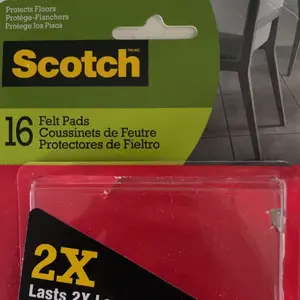 Protects Floors
Protège-Planchers
Protege los Pisos
Scotch
16 Felt Pads
Coussinets de Feutre
Protectores de Fieltro
2X
Lasts 2X